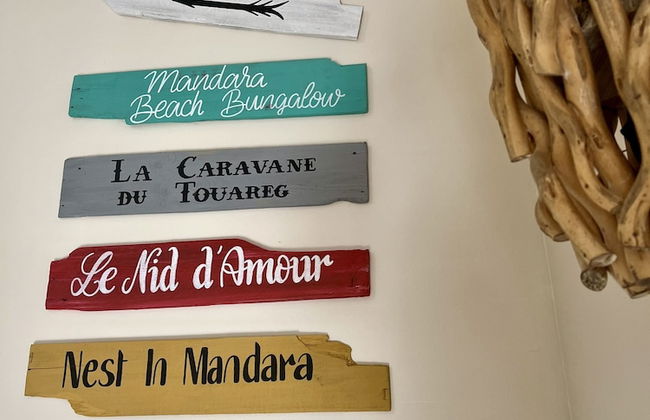 Mandara
Beach Bungalow
La Caravane
du Touareg
Le Nid d'Amour
Nest In Mandara